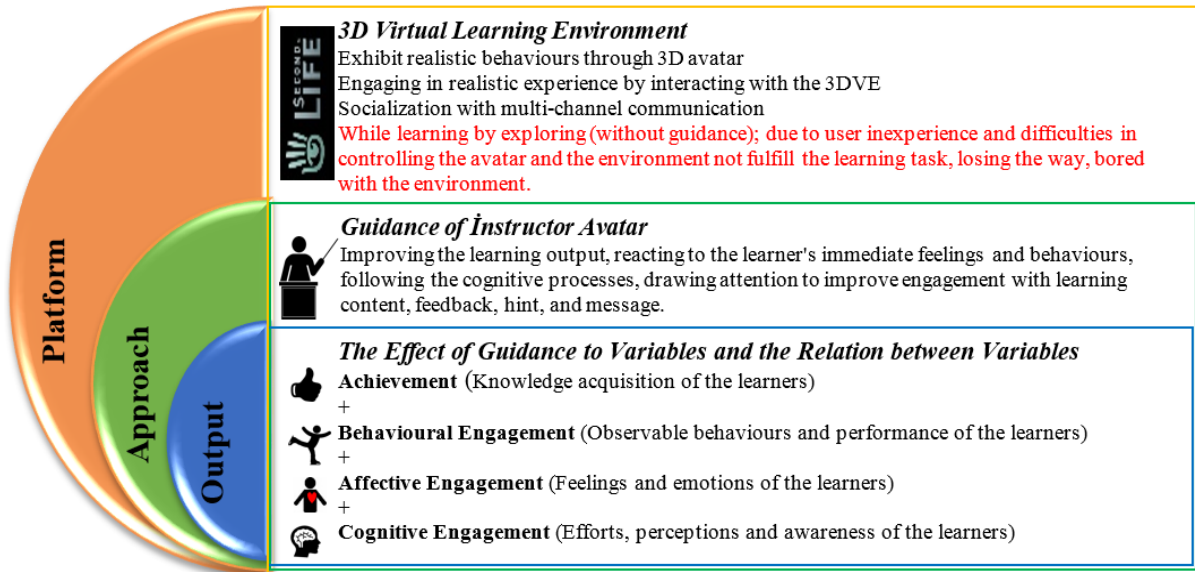 3D Virtual Learning Environment
Exhibit realistic behaviours through 3D avatar
Engaging in realistic experience by interacting with the 3DVE
Socialization with multi-channel communication
While learning by exploring (without guidance); due to user inexperience and difficulties in
controlling the avatar and the environment not fulfill the learning task, losing the way, bored
with the environment.
SECOND
LIFE
Platform
Guidance of İnstructor Avatar
Improving the learning output, reacting to the learner's immediate feelings and behaviours,
following the cognitive processes, drawing attention to improve engagement with learning
content, feedback, hint, and message.
Approach
The Effect of Guidance to Variables and the Relation between Variables
Achievement (Knowledge acquisition of the learners)
+
Behavioural Engagement (Observable behaviours and performance of the learners)
+
Affective Engagement (Feelings and emotions of the learners)
+
Cognitive Engagement (Efforts, perceptions and awareness of the learners)
Output